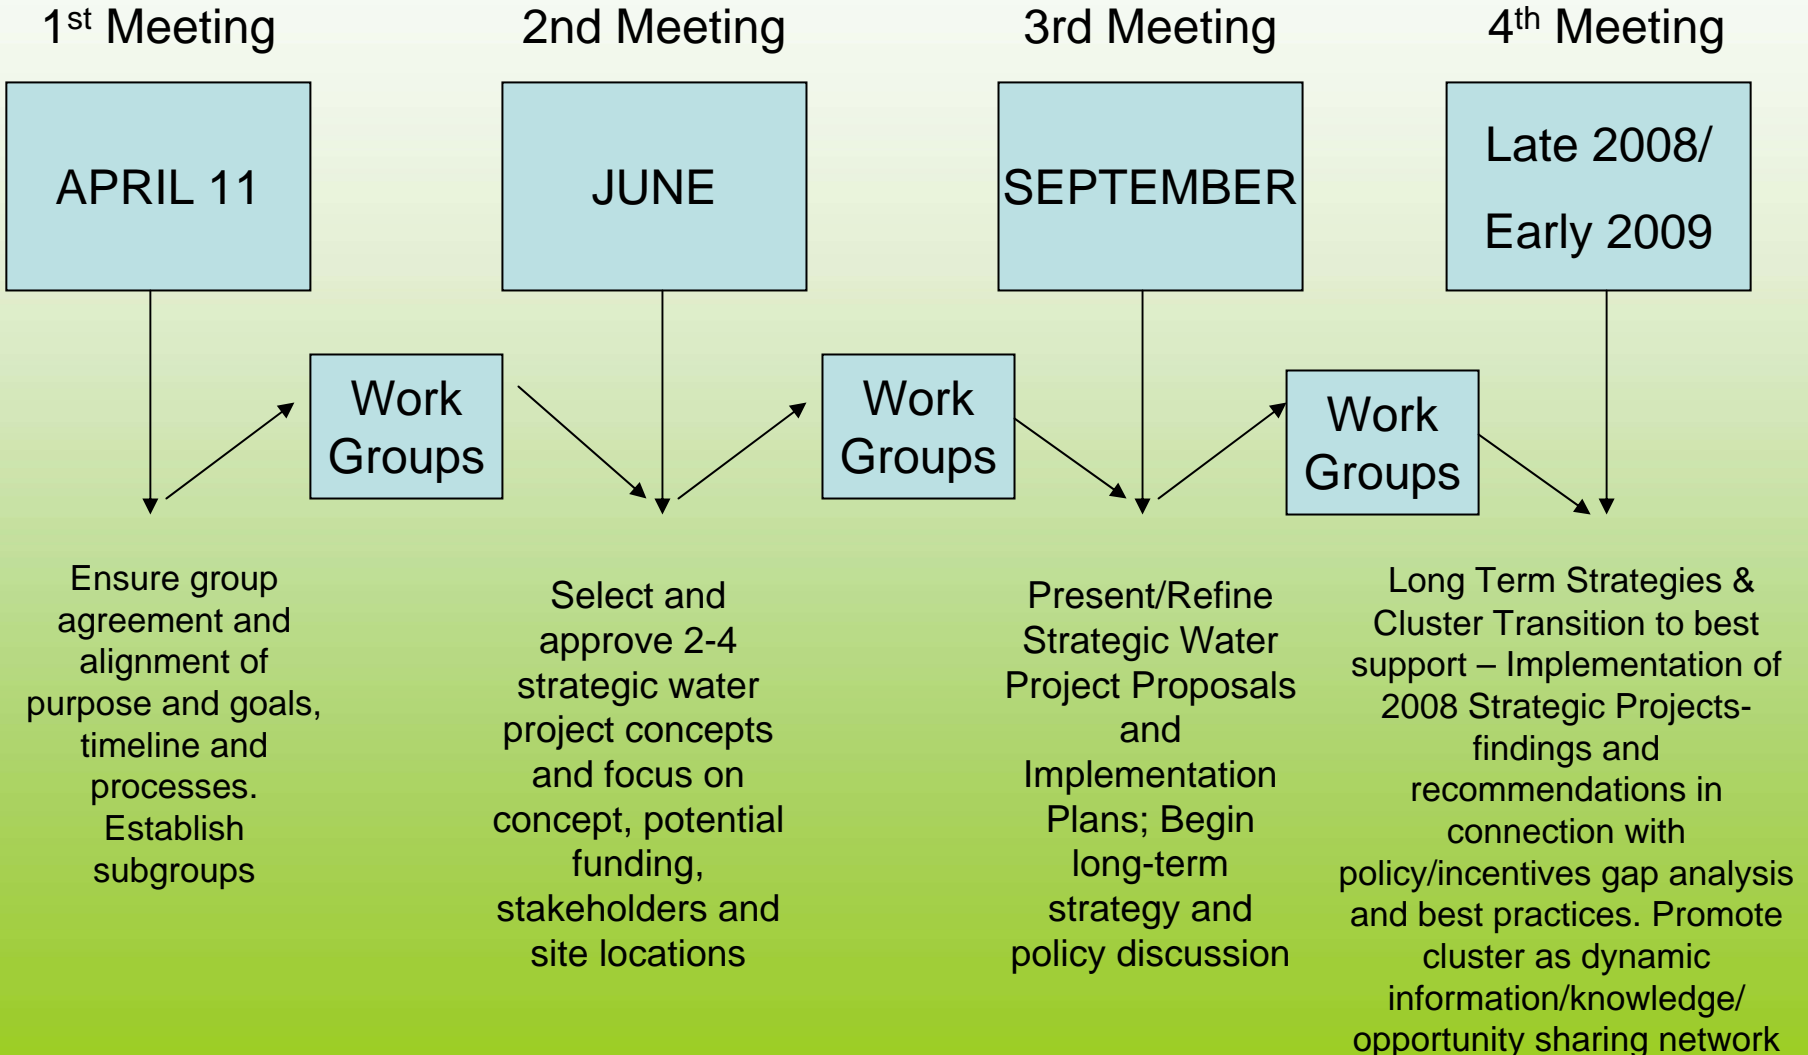 1st Meeting
2nd Meeting
3rd Meeting
4th Meeting
APRIL 11
JUNE
SEPTEMBER
Late 2008/
Early 2009
Work
Groups
Work
Groups
Work
Groups
Ensure group
agreement and
alignment of
purpose and goals,
timeline and
processes.
Establish
subgroups
Select and
approve 2-4
strategic water
project concepts
and focus on
concept, potential
funding,
stakeholders and
site locations
Present/Refine
Strategic Water
Project Proposals
and
Implementation
Plans; Begin
long-term
strategy and
policy discussion
Long Term Strategies &
Cluster Transition to best
support – Implementation of
2008 Strategic Projects-
findings and
recommendations in
connection with
policy/incentives gap analysis
and best practices. Promote
cluster as dynamic
information/knowledge/
opportunity sharing network